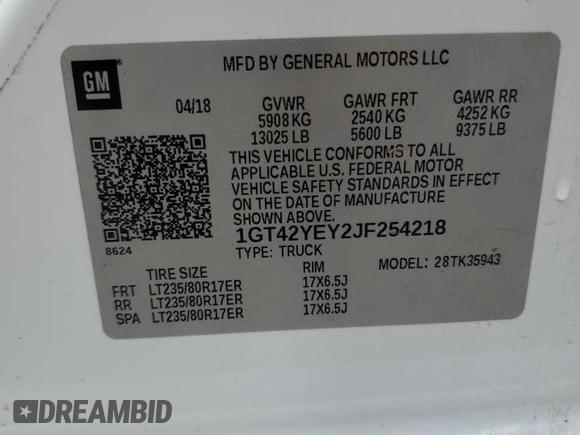 GM
MFD BY GENERAL MOTORS LLC
04/18 GVWR GAWR FRT GAWR RR
5908 KG 2540 KG 4252 KG
13025 LB 5600 LB 9375 LB
THIS VEHICLE CONFORMS TO ALL
APPLICABLE U.S. FEDERAL MOTOR
VEHICLE SAFETY STANDARDS IN EFFECT
ON THE DATE OF MANUFACTURE
SHOWN ABOVE.
8624
1GT42YEY2JF254218
TYPE: TRUCK MODEL: 28TK35943
TIRE SIZE RIM
FRT LT235/80R17ER 17X6.5J
RR LT235/80R17ER 17X6.5J
SPA LT235/80R17ER 17X6.5J
DREAMBID